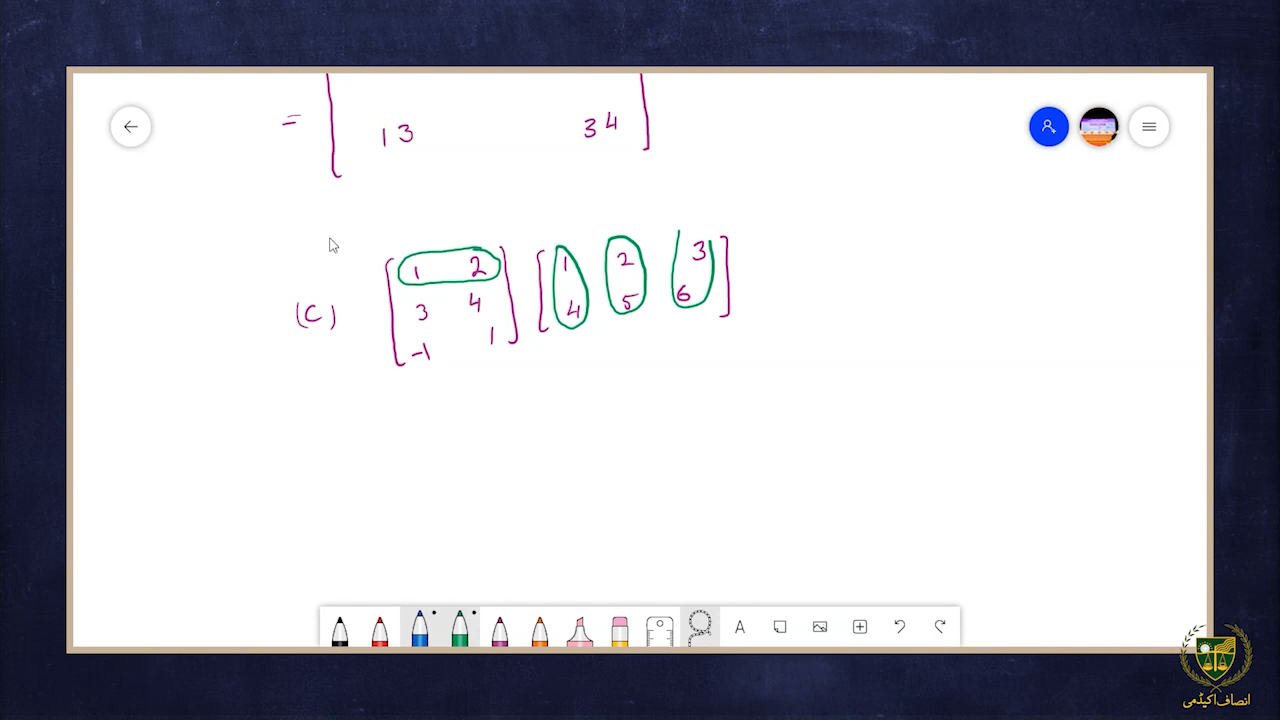 = [ 13 34 ]
(C) [ 1 2 ] [ 1 2 3 ]
3 4 4 5 6
-1 1
A
انصاف اکیڈمی